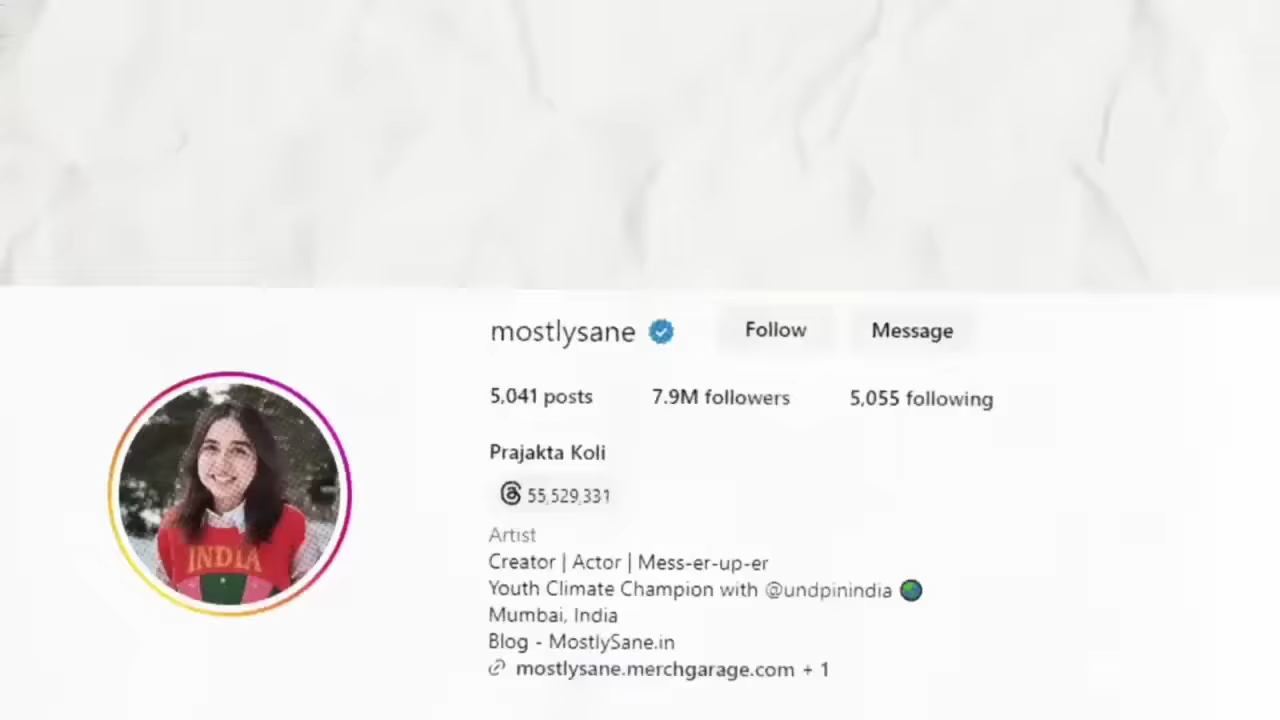 mostlysane Follow Message
5,041 posts 7.9M followers 5,055 following
Prajakta Koli
55,529,331
Artist
Creator | Actor | Mess-er-up-er
Youth Climate Champion with @undpinindia
Mumbai, India
Blog - MostlySane.in
mostlysane.merchgarage.com + 1
INDIA